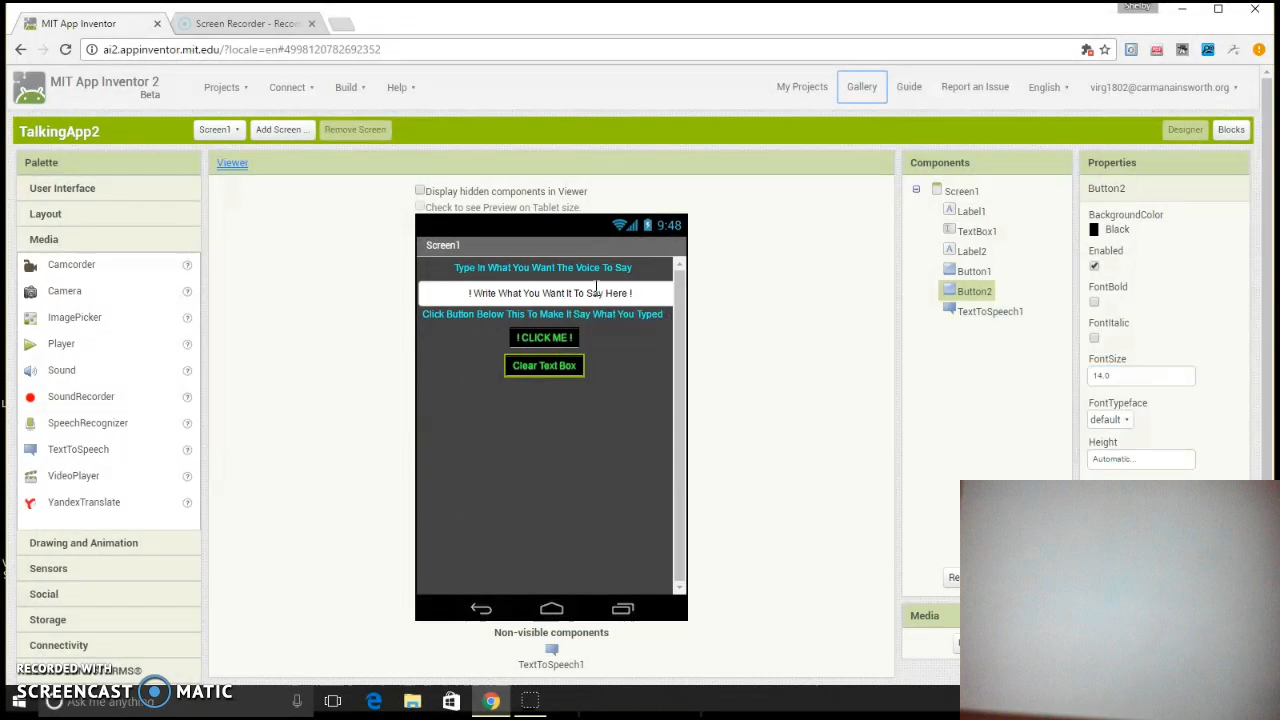 MIT App Inventor
Screen Recorder - Recor
Shelby
ai2.appinventor.mit.edu/?locale=en#4998120782692352
MIT App Inventor 2
Beta
Projects
Connect
Build
Help
My Projects
Gallery
Guide
Report an Issue
English
virg1802@carmanainsworth.org
TalkingApp2
Screen1
Add Screen ...
Remove Screen
Designer
Blocks
Palette
User Interface
Layout
Media
Camcorder
Camera
ImagePicker
Player
Sound
SoundRecorder
SpeechRecognizer
TextToSpeech
VideoPlayer
YandexTranslate
Drawing and Animation
Sensors
Social
Storage
Connectivity
Viewer
Display hidden components in Viewer
Check to see Preview on Tablet size.
9:48
Screen1
Type In What You Want The Voice To Say
! Write What You Want It To Say Here !
Click Button Below This To Make It Say What You Typed
! CLICK ME !
Clear Text Box
Non-visible components
TextToSpeech1
Components
Screen1
Label1
TextBox1
Label2
Button1
Button2
TextToSpeech1
Re
Media
Properties
Button2
BackgroundColor
Black
Enabled
FontBold
FontItalic
FontSize
14.0
FontTypeface
default
Height
Automatic...
RECORDED WITH
SCREENCAST MATIC
Ask me anything